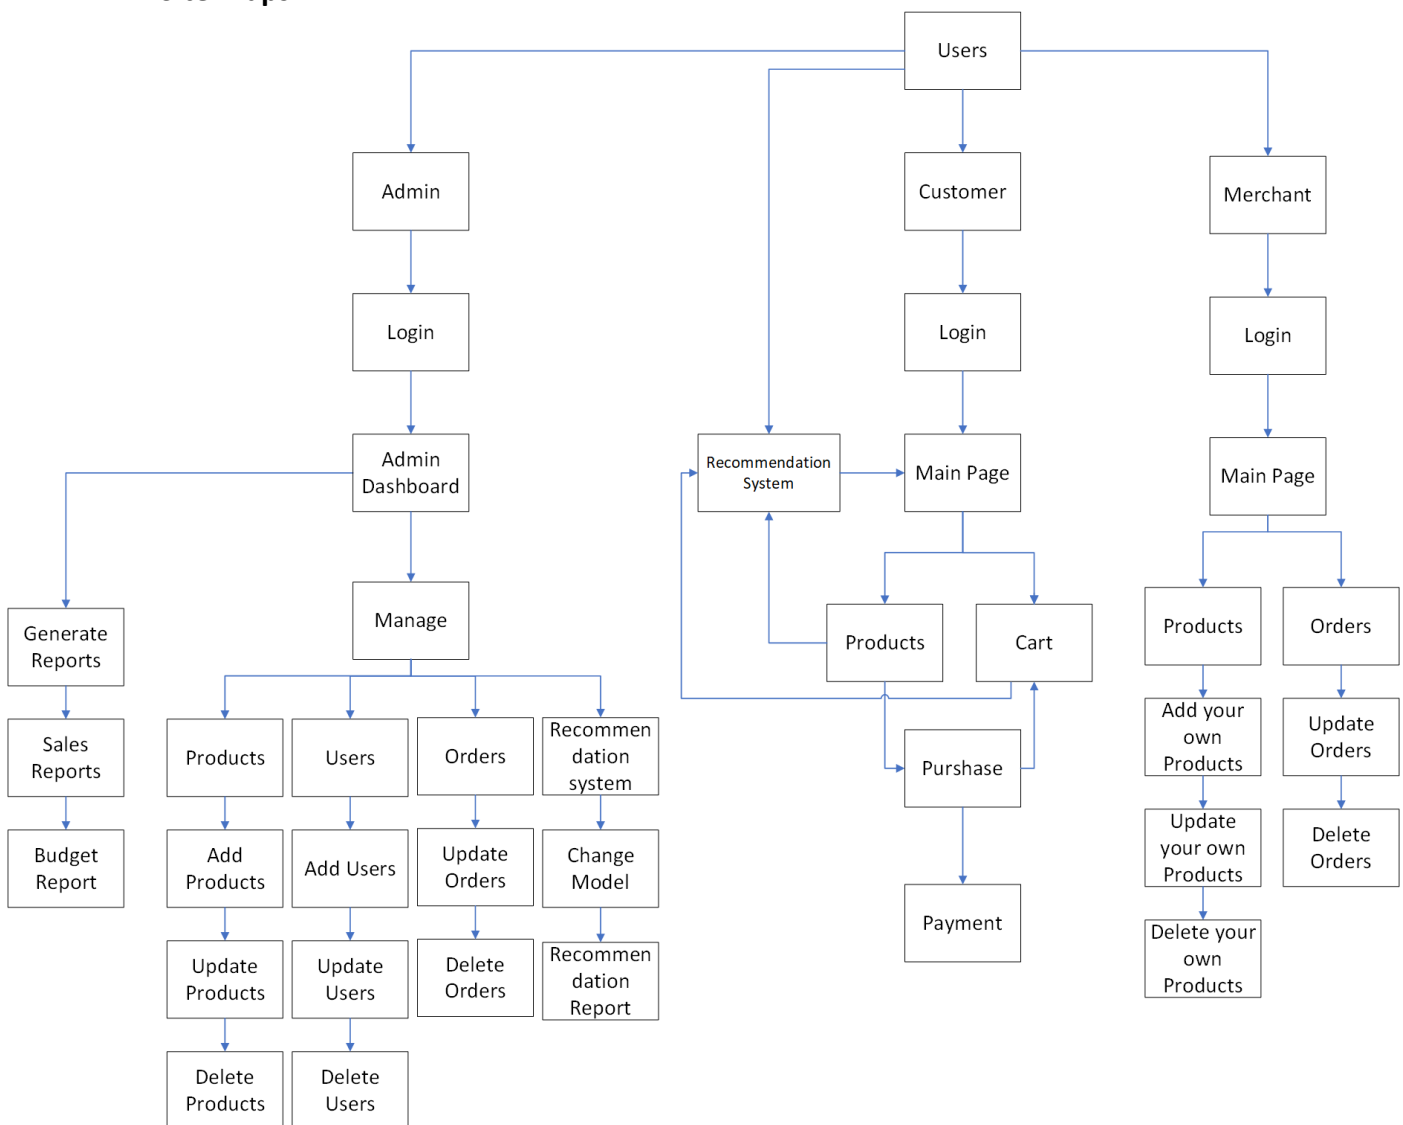 Users
Admin
Customer
Merchant
Login
Login
Login
Admin
Dashboard
Recommendation
System
Main Page
Main Page
Generate
Reports
Manage
Products
Cart
Products
Orders
Sales
Reports
Products
Users
Orders
Recommen
dation
system
Purshase
Add your
own
Products
Update
Orders
Budget
Report
Add
Products
Add Users
Update
Orders
Change
Model
Update
your own
Products
Delete
Orders
Payment
Update
Products
Update
Users
Delete
Orders
Recommen
dation
Report
Delete your
own
Products
Delete
Products
Delete
Users